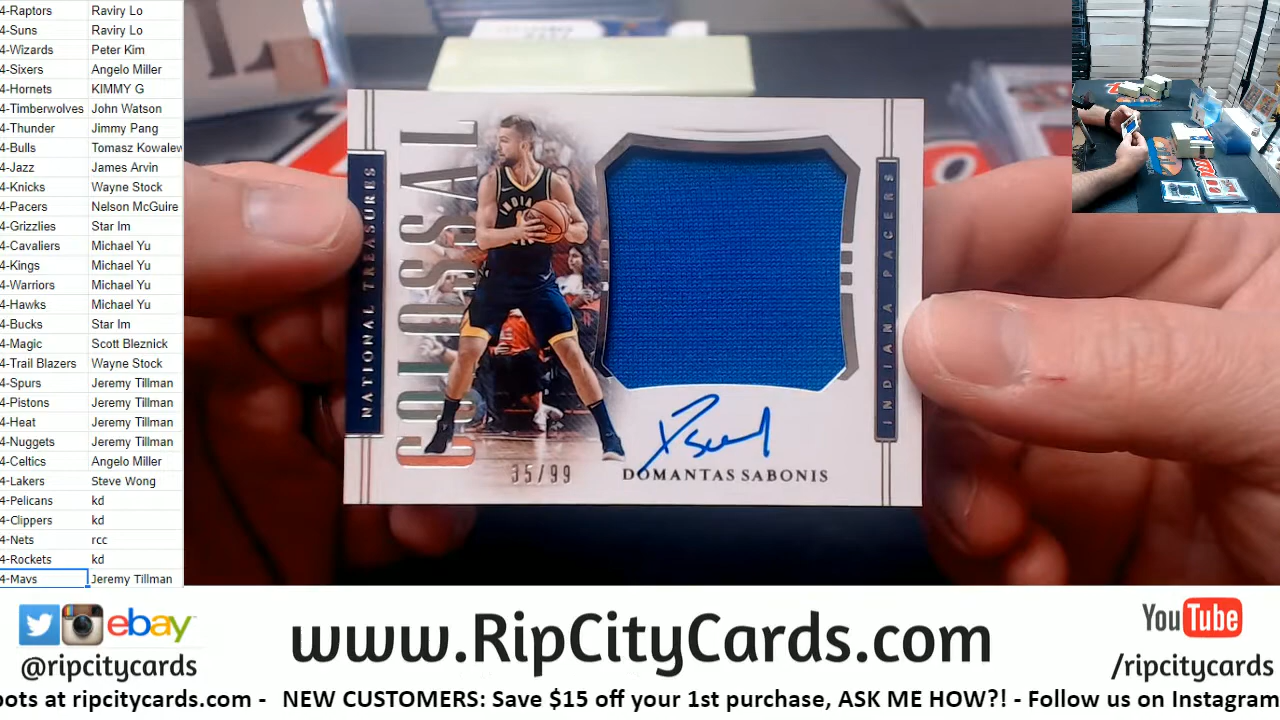 4-Raptors Raviry Lo
4-Suns Raviry Lo
4-Wizards Peter Kim
4-Sixers Angelo Miller
4-Hornets KIMMY G
4-Timberwolves John Watson
4-Thunder Jimmy Pang
4-Bulls Tomasz Kowalew
4-Jazz James Arvin
4-Knicks Wayne Stock
4-Pacers Nelson McGuire
4-Grizzlies Star Im
4-Cavaliers Michael Yu
4-Kings Michael Yu
4-Warriors Michael Yu
4-Hawks Michael Yu
4-Bucks Star Im
4-Magic Scott Bleznick
4-Trail Blazers Wayne Stock
4-Spurs Jeremy Tillman
4-Pistons Jeremy Tillman
4-Heat Jeremy Tillman
4-Nuggets Jeremy Tillman
4-Celtics Angelo Miller
4-Lakers Steve Wong
4-Pelicans kd
4-Clippers kd
4-Nets rcc
4-Rockets kd
4-Mavs Jeremy Tillman
NATIONAL TREASURES
COLOSSAL
INDIANA PACERS
35/99
DOMANTAS SABONIS
ebay
@ripcitycards
www.RipCityCards.com
YouTube
/ripcitycards
pots at ripcitycards.com - NEW CUSTOMERS: Save $15 off your 1st purchase, ASK ME HOW?! - Follow us on Instagram